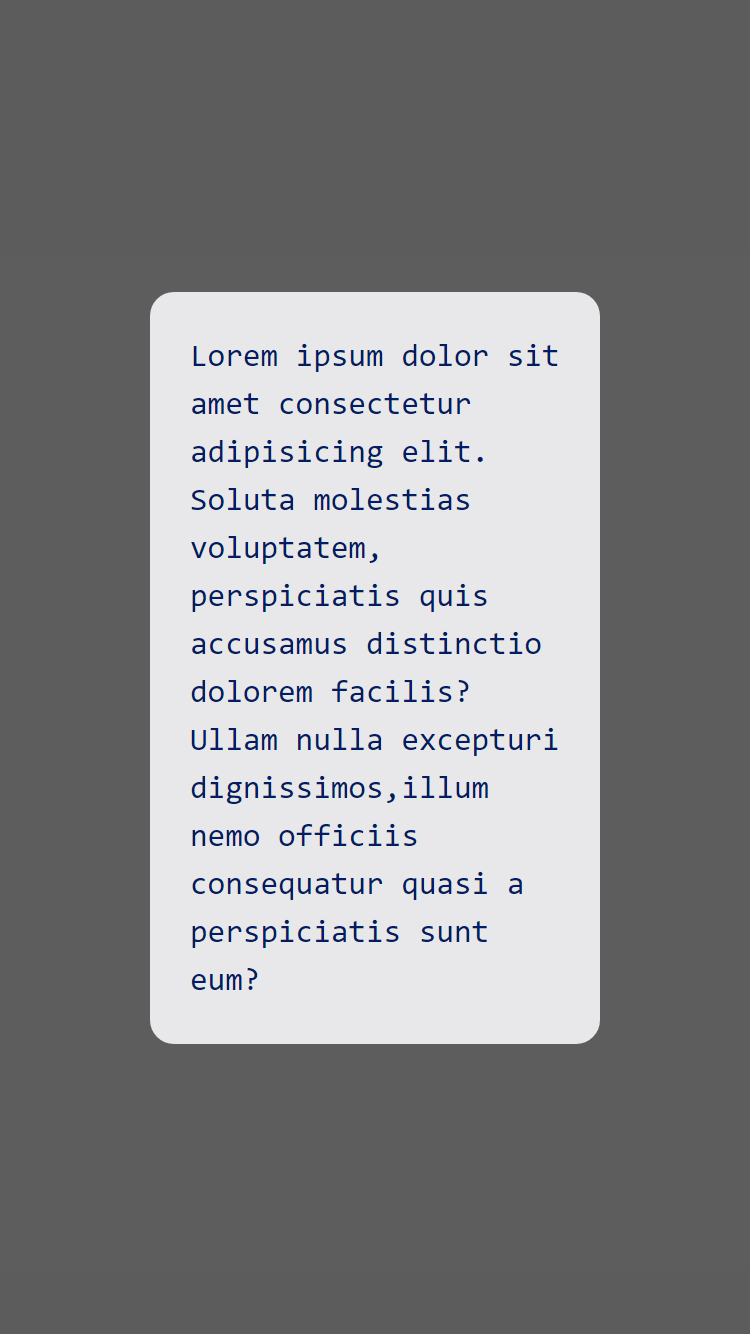 Lorem ipsum dolor sit
amet consectetur
adipisicing elit.
Soluta molestias
voluptatem,
perspiciatis quis
accusamus distinctio
dolorem facilis?
Ullam nulla excepturi
dignissimos,illum
nemo officiis
consequatur quasi a
perspiciatis sunt
eum?